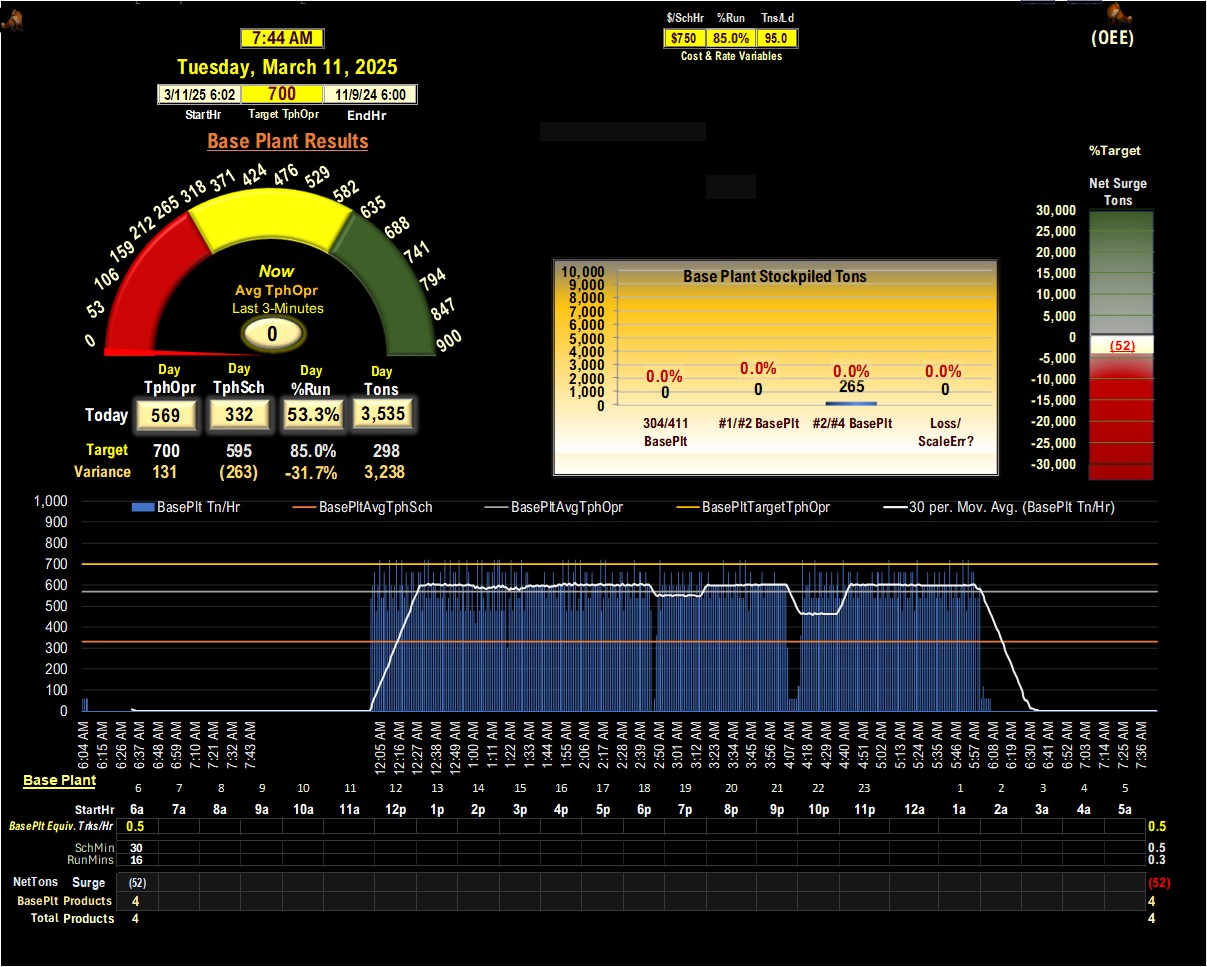 $/SchHr %Run Tns/Ld
$750 85.0% 95.0
Cost & Rate Variables
(OEE)
7:44 AM
Tuesday, March 11, 2025
3/11/25 6:02 700 11/9/24 6:00
StartHr Target TphOpr EndHr
Base Plant Results
0 53 106 159 212 265 318 371 424 476 529 582 635 688 741 794 847 900
Now
Avg TphOpr
Last 3-Minutes
0
Day Day Day Day
TphOpr TphSch %Run Tons
Today 569 332 53.3% 3,535
Target 700 595 85.0% 298
Variance 131 (263) -31.7% 3,238
Base Plant Stockpiled Tons
10,000
9,000
8,000
7,000
6,000
5,000
4,000
3,000
2,000
1,000
0
0.0% 0.0% 0.0% 0.0%
0 0 265 0
304/411 BasePlt
#1/#2 BasePlt
#2/#4 BasePlt
Loss/ ScaleErr?
%Target
Net Surge
Tons
30,000
25,000
20,000
15,000
10,000
5,000
0
(52)
-5,000
-10,000
-15,000
-20,000
-25,000
-30,000
BasePlt Tn/Hr BasePltAvgTphSch BasePltAvgTphOpr BasePltTargetTphOpr 30 per. Mov. Avg. (BasePlt Tn/Hr)
1,000
900
800
700
600
500
400
300
200
100
0
6:04 AM 6:15 AM 6:26 AM 6:37 AM 6:48 AM 6:59 AM 7:10 AM 7:21 AM 7:32 AM 7:43 AM 12:05 AM 12:16 AM 12:27 AM 12:38 AM 12:49 AM 1:00 AM 1:11 AM 1:22 AM 1:33 AM 1:44 AM 1:55 AM 2:06 AM 2:17 AM 2:28 AM 2:39 AM 2:50 AM 3:01 AM 3:12 AM 3:23 AM 3:34 AM 3:45 AM 3:56 AM 4:07 AM 4:18 AM 4:29 AM 4:40 AM 4:51 AM 5:02 AM 5:13 AM 5:24 AM 5:35 AM 5:46 AM 5:57 AM 6:08 AM 6:19 AM 6:30 AM 6:41 AM 6:52 AM 7:03 AM 7:14 AM 7:25 AM 7:36 AM
Base Plant
6 7 8 9 10 11 12 13 14 15 16 17 18 19 20 21 22 23 1 2 3 4 5
StartHr 6a 7a 8a 9a 10a 11a 12p 1p 2p 3p 4p 5p 6p 7p 8p 9p 10p 11p 12a 1a 2a 3a 4a 5a
BasePlt Equiv. Trks/Hr 0.5 0.5
SchMin 30 0.5
RunMins 16 0.3
NetTons Surge (52) (52)
BasePlt Products 4 4
Total Products 4 4